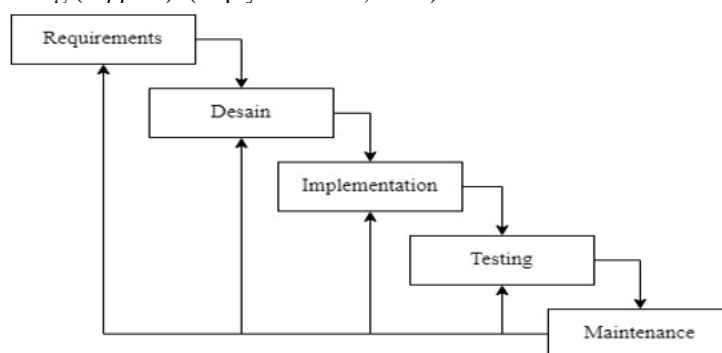 Requirements
Desain
Implementation
Testing
Maintenance